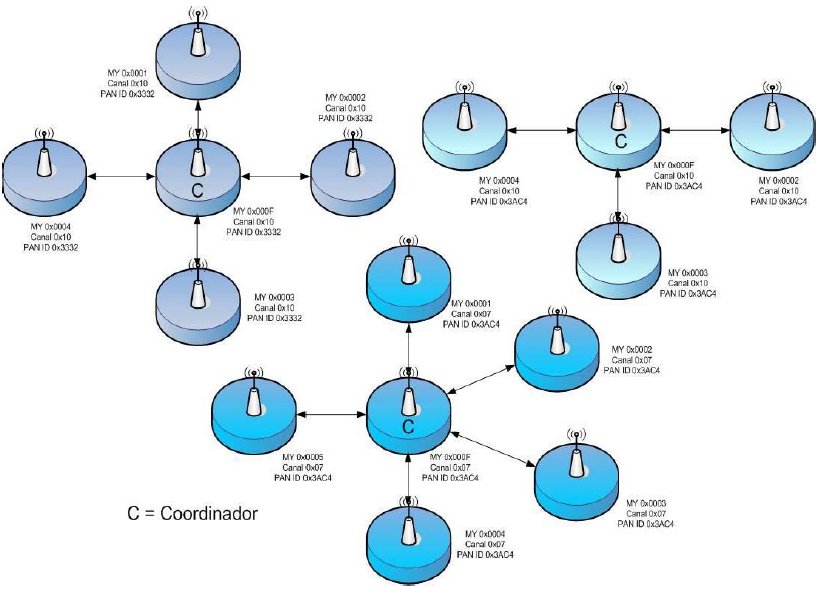 MY 0x0001
Canal 0x10
PAN ID 0x3332
MY 0x0002
Canal 0x10
PAN ID 0x3332
C
MY 0x0004
Canal 0x10
PAN ID 0x3332
MY 0x000F
Canal 0x10
PAN ID 0x3332
MY 0x0003
Canal 0x10
PAN ID 0x3332
C
MY 0x0004
Canal 0x10
PAN ID 0x3AC4
MY 0x000F
Canal 0x10
PAN ID 0x3AC4
MY 0x0002
Canal 0x10
PAN ID 0x3AC4
MY 0x0003
Canal 0x10
PAN ID 0x3AC4
MY 0x0001
Canal 0x07
PAN ID 0x3AC4
MY 0x0002
Canal 0x07
PAN ID 0x3AC4
C
MY 0x0005
Canal 0x07
PAN ID 0x3AC4
MY 0x000F
Canal 0x07
PAN ID 0x3AC4
MY 0x0003
Canal 0x07
PAN ID 0x3AC4
MY 0x0004
Canal 0x07
PAN ID 0x3AC4
C = Coordinador